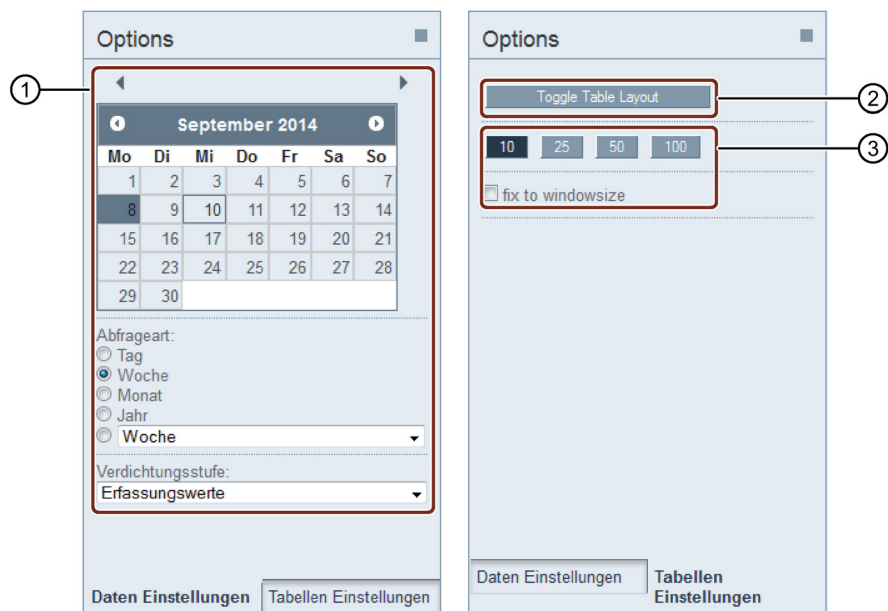 Options
1
September 2014
Mo Di Mi Do Fr Sa So
1 2 3 4 5 6 7
8 9 10 11 12 13 14
15 16 17 18 19 20 21
22 23 24 25 26 27 28
29 30
Abfrageart:
Tag
Woche
Monat
Jahr
Woche
Verdichtungsstufe:
Erfassungswerte
Daten Einstellungen Tabellen Einstellungen
Options
Toggle Table Layout
2
10 25 50 100
3
fix to windowsize
Daten Einstellungen
Tabellen
Einstellungen